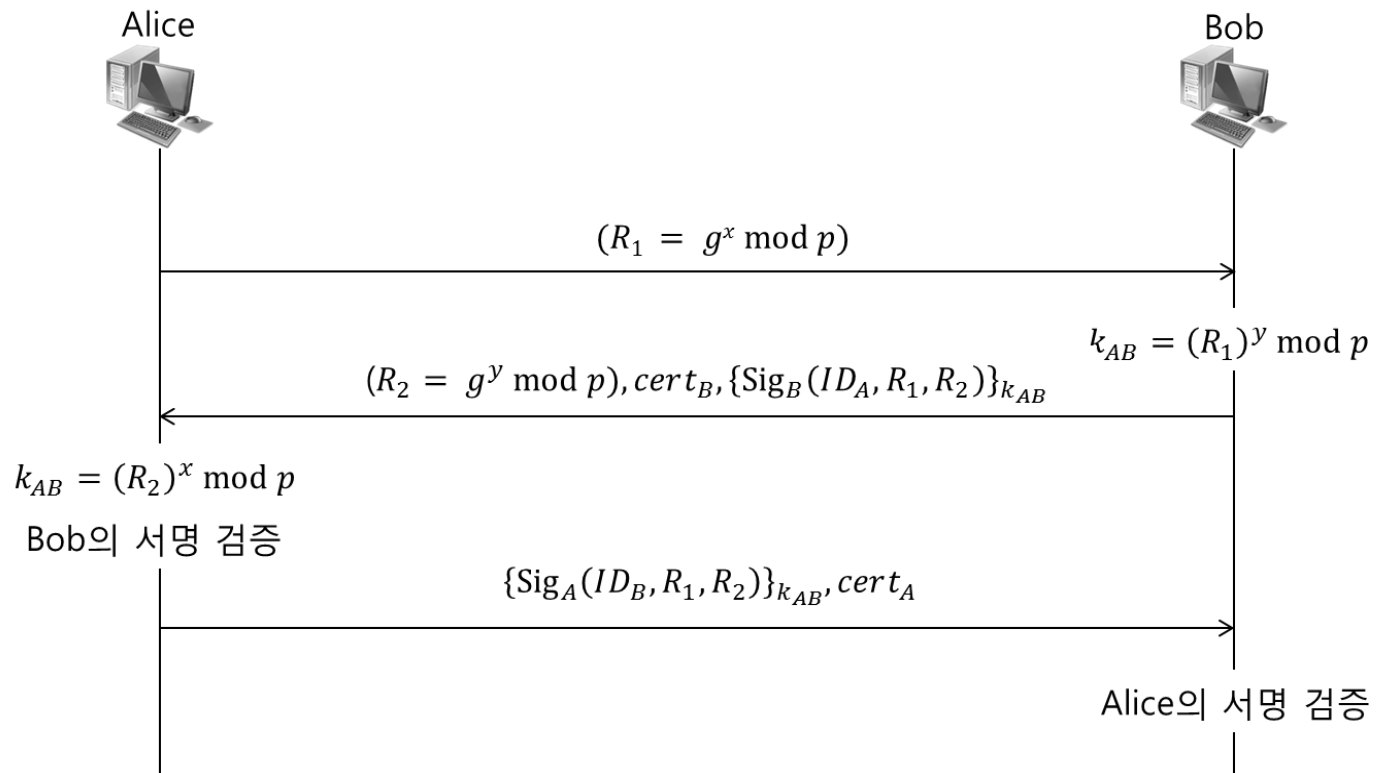 Alice
Bob
(R₁ = gˣ mod p)
k_AB = (R₁)ʸ mod p
(R₂ = gʸ mod p), cert_B, {Sig_B(ID_A, R₁, R₂)}_k_AB
k_AB = (R₂)ˣ mod p
Bob의 서명 검증
{Sig_A(ID_B, R₁, R₂)}_k_AB, cert_A
Alice의 서명 검증